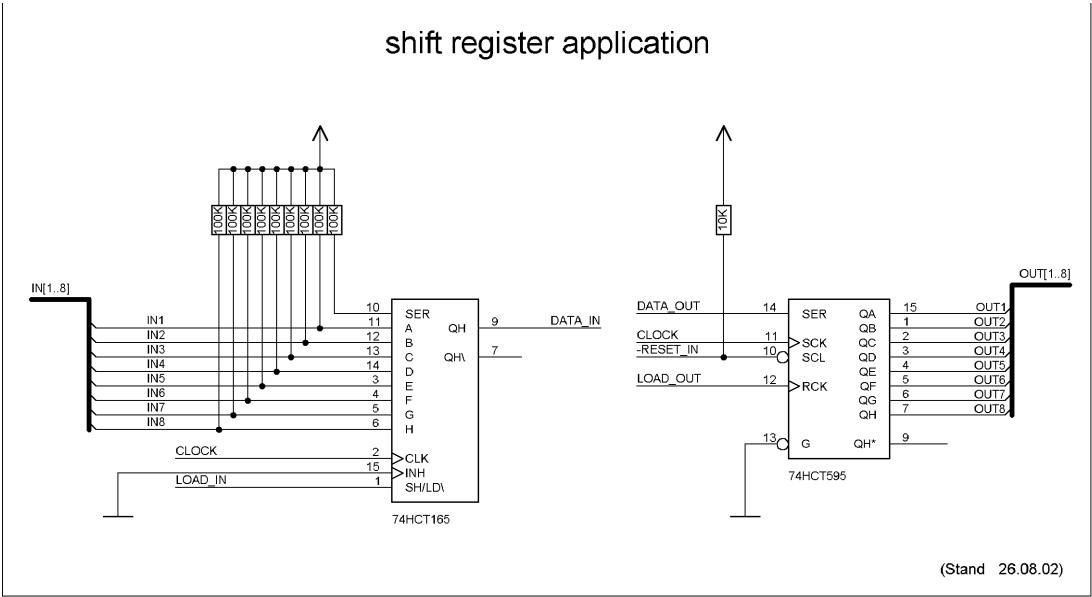 shift register application
100K 100K 100K 100K 100K 100K 100K 100K 100K
10K
IN[1..8]
OUT[1..8]
IN1
IN2
IN3
IN4
IN5
IN6
IN7
IN8
CLOCK
LOAD_IN
10 SER
11 A
12 B
13 C
14 D
3 E
4 F
5 G
6 H
2 CLK
15 INH
1 SH/LD\
QH 9 DATA_IN
QH\ 7
74HCT165
DATA_OUT 14 SER
CLOCK 11 SCK
-RESET_IN 10 SCL
LOAD_OUT 12 RCK
13 G
QA 15 OUT1
QB 1 OUT2
QC 2 OUT3
QD 3 OUT4
QE 4 OUT5
QF 5 OUT6
QG 6 OUT7
QH 7 OUT8
QH* 9
74HCT595
(Stand 26.08.02)